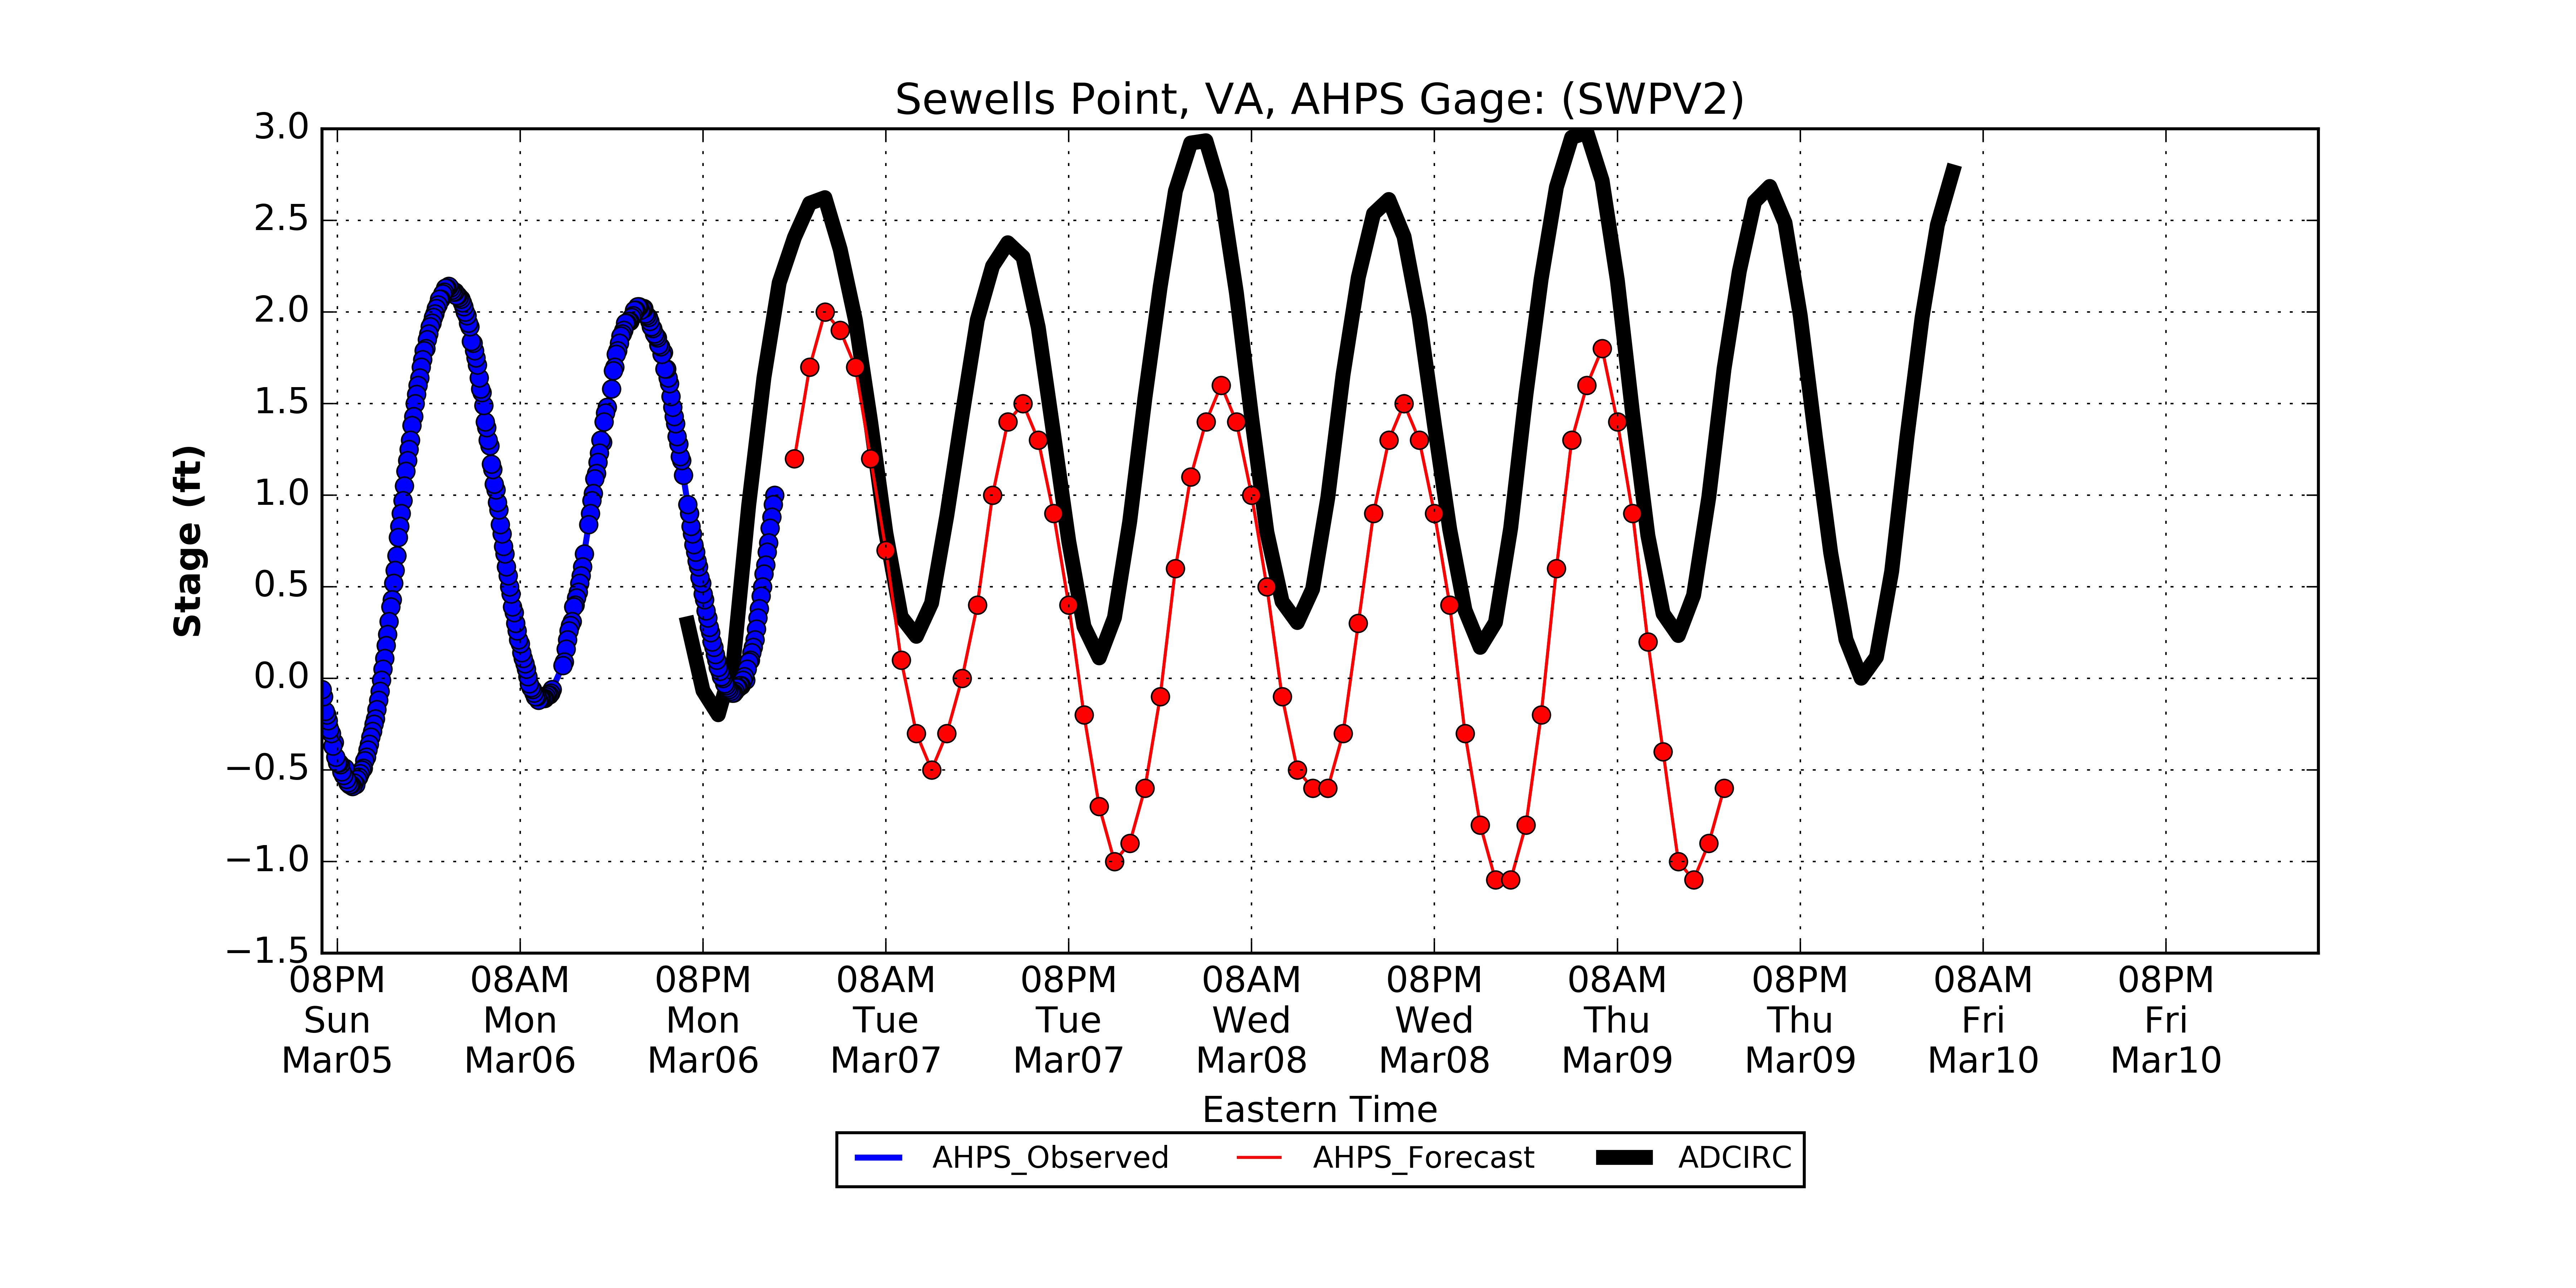 Sewells Point, VA, AHPS Gage: (SWPV2)
3.0
2.5
2.0
1.5
1.0
0.5
0.0
−0.5
−1.0
−1.5
Stage (ft)
08PM 08AM 08PM 08AM 08PM 08AM 08PM 08AM 08PM 08AM 08PM
Sun Mon Mon Tue Tue Wed Wed Thu Thu Fri Fri
Mar05 Mar06 Mar06 Mar07 Mar07 Mar08 Mar08 Mar09 Mar09 Mar10 Mar10
Eastern Time
AHPS_Observed AHPS_Forecast ADCIRC